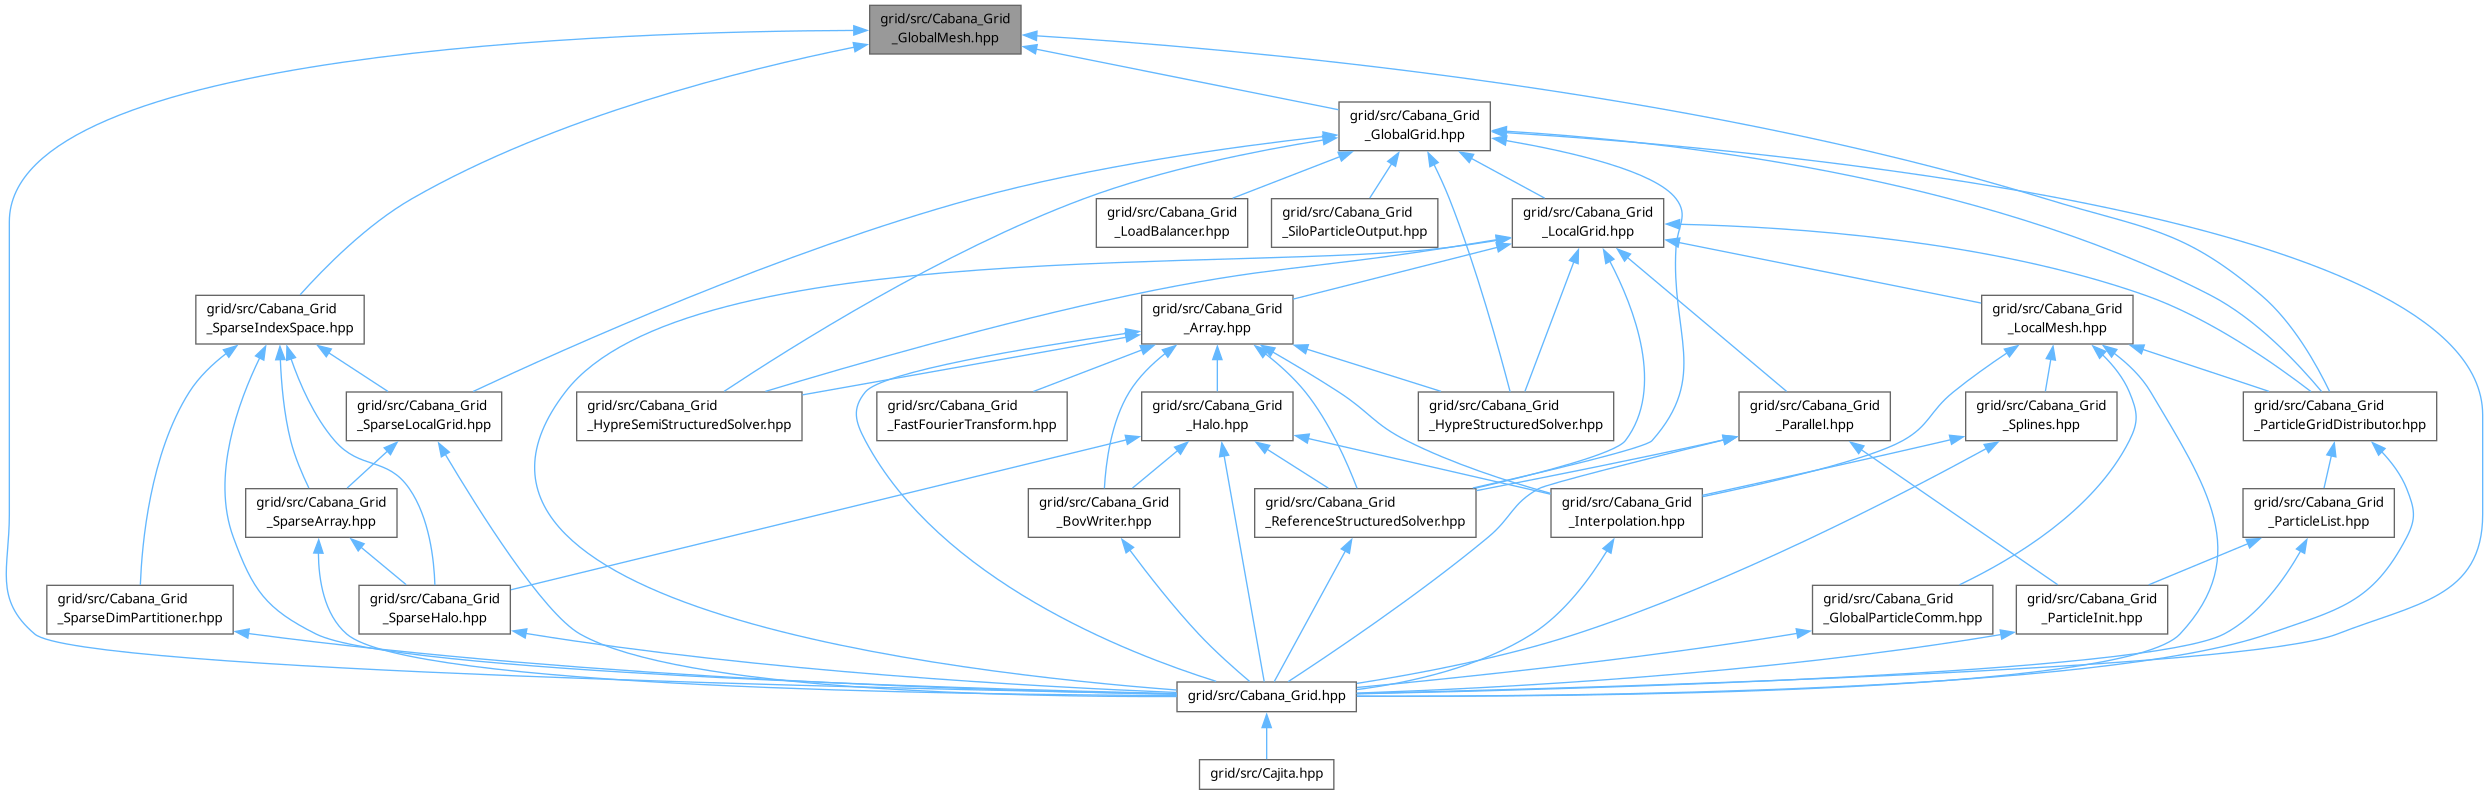 grid/src/Cabana_Grid
_GlobalMesh.hpp
grid/src/Cabana_Grid
_GlobalGrid.hpp
grid/src/Cabana_Grid
_LoadBalancer.hpp
grid/src/Cabana_Grid
_SiloParticleOutput.hpp
grid/src/Cabana_Grid
_LocalGrid.hpp
grid/src/Cabana_Grid
_SparseIndexSpace.hpp
grid/src/Cabana_Grid
_Array.hpp
grid/src/Cabana_Grid
_LocalMesh.hpp
grid/src/Cabana_Grid
_SparseLocalGrid.hpp
grid/src/Cabana_Grid
_HypreSemiStructuredSolver.hpp
grid/src/Cabana_Grid
_FastFourierTransform.hpp
grid/src/Cabana_Grid
_Halo.hpp
grid/src/Cabana_Grid
_HypreStructuredSolver.hpp
grid/src/Cabana_Grid
_Parallel.hpp
grid/src/Cabana_Grid
_Splines.hpp
grid/src/Cabana_Grid
_ParticleGridDistributor.hpp
grid/src/Cabana_Grid
_SparseArray.hpp
grid/src/Cabana_Grid
_BovWriter.hpp
grid/src/Cabana_Grid
_ReferenceStructuredSolver.hpp
grid/src/Cabana_Grid
_Interpolation.hpp
grid/src/Cabana_Grid
_ParticleList.hpp
grid/src/Cabana_Grid
_SparseDimPartitioner.hpp
grid/src/Cabana_Grid
_SparseHalo.hpp
grid/src/Cabana_Grid
_GlobalParticleComm.hpp
grid/src/Cabana_Grid
_ParticleInit.hpp
grid/src/Cabana_Grid.hpp
grid/src/Cajita.hpp